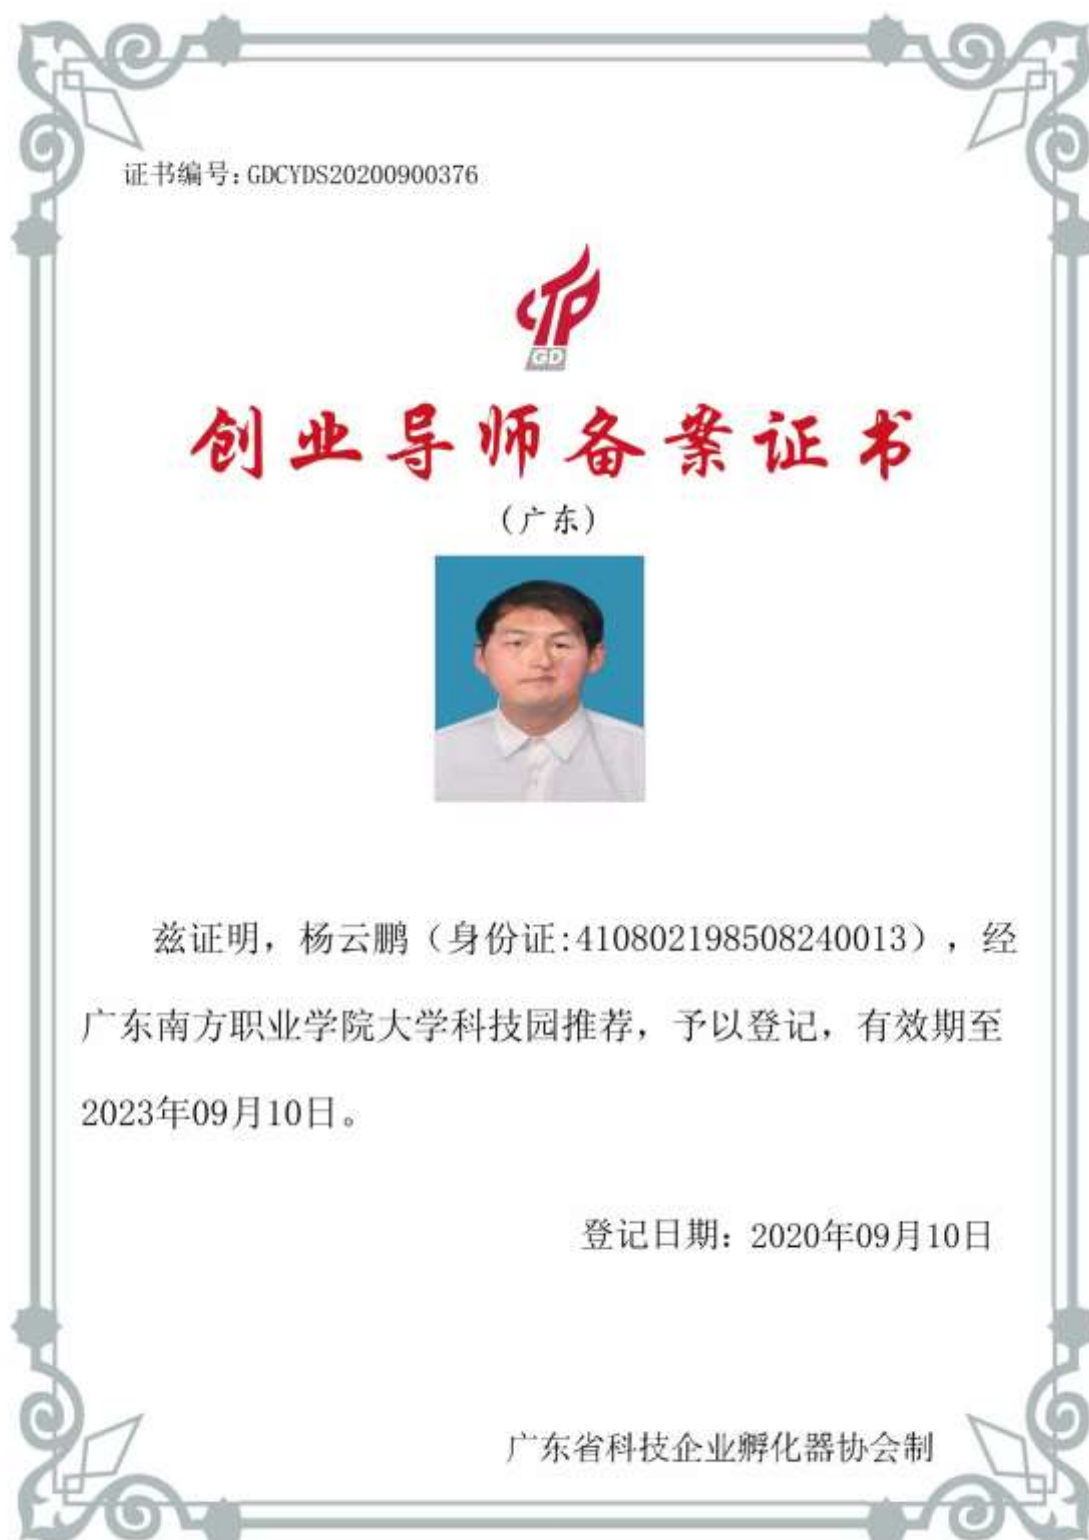 证书编号：GDCYDS20200900376
GD
创业导师备案证书
（广东）
兹证明，杨云鹏（身份证:410802198508240013），经
广东南方职业学院大学科技园推荐，予以登记，有效期至
2023年09月10日。
登记日期：2020年09月10日
广东省科技企业孵化器协会制